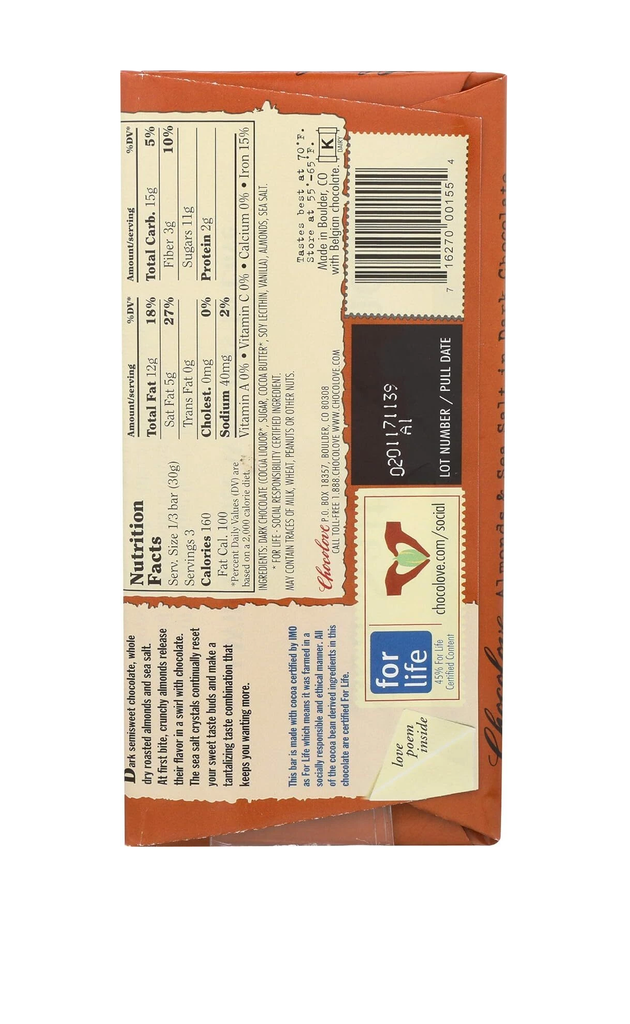 Dark semisweet chocolate, whole
dry roasted almonds and sea salt.
At first bite, crunchy almonds release
their flavor in a swirl with chocolate.
The sea salt crystals continually reset
your sweet taste buds and make a
tantalizing taste combination that
keeps you wanting more.
This bar is made with cocoa certified by IMO
as For Life which means it was farmed in a
socially responsible and ethical manner. All
of the cocoa bean derived ingredients in this
chocolate are certified For Life.
love
poem
inside
Nutrition
Facts
Serv. Size 1/3 bar (30g)
Servings 3
Calories 160
Fat Cal. 100
*Percent Daily Values (DV) are
based on a 2,000 calorie diet.
Amount/serving %DV*
Total Fat 12g 18%
Sat Fat 5g 27%
Trans Fat 0g
Cholest. 0mg 0%
Sodium 40mg 2%
Amount/serving %DV*
Total Carb. 15g 5%
Fiber 3g 10%
Sugars 11g
Protein 2g
Vitamin A 0% • Vitamin C 0% • Calcium 0% • Iron 15%
INGREDIENTS: DARK CHOCOLATE (COCOA LIQUOR*, SUGAR, COCOA BUTTER*, SOY LECITHIN, VANILLA), ALMONDS, SEA SALT.
* FOR LIFE - SOCIAL RESPONSIBILITY CERTIFIED INGREDIENT.
MAY CONTAIN TRACES OF MILK, WHEAT, PEANUTS OR OTHER NUTS.
Chocolove P.O. BOX 18357, BOULDER, CO 80308
CALL TOLL-FREE 1.888.CHOCOLOVE WWW.CHOCOLOVE.COM
Tastes best at 70°F.
Store at 55°-65°F.
Made in Boulder, CO
with Belgian chocolate.
K
DAIRY
for
life
45% For Life
Certified Content
chocolove.com/social
0201171139
A1
LOT NUMBER / PULL DATE
7 16270 00155 4
Chocolove Almonds & Sea Salt in Dark Chocolate